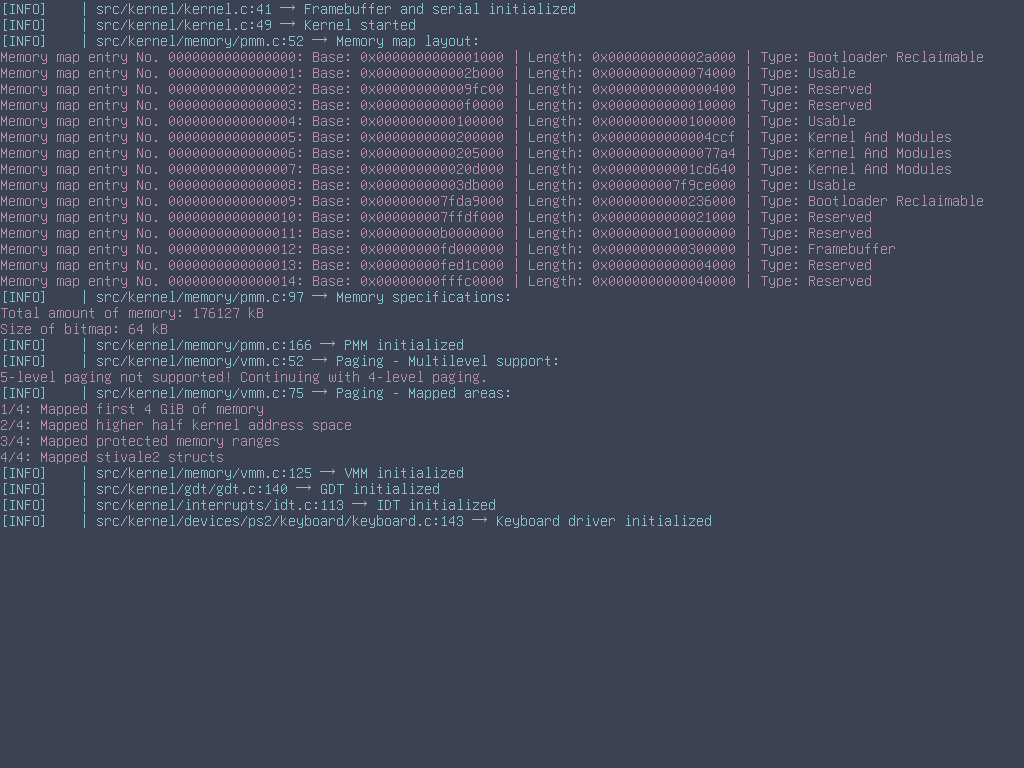 [INFO]    | src/kernel/kernel.c:41 → Framebuffer and serial initialized
[INFO]    | src/kernel/kernel.c:49 → Kernel started
[INFO]    | src/kernel/memory/pmm.c:52 → Memory map layout:
Memory map entry No. 0000000000000000: Base: 0x0000000000001000 | Length: 0x000000000002a000 | Type: Bootloader Reclaimable
Memory map entry No. 0000000000000001: Base: 0x000000000002b000 | Length: 0x0000000000074000 | Type: Usable
Memory map entry No. 0000000000000002: Base: 0x000000000009fc00 | Length: 0x0000000000000400 | Type: Reserved
Memory map entry No. 0000000000000003: Base: 0x00000000000f0000 | Length: 0x0000000000010000 | Type: Reserved
Memory map entry No. 0000000000000004: Base: 0x0000000000100000 | Length: 0x0000000000100000 | Type: Usable
Memory map entry No. 0000000000000005: Base: 0x0000000000200000 | Length: 0x0000000000004ccf | Type: Kernel And Modules
Memory map entry No. 0000000000000006: Base: 0x0000000000205000 | Length: 0x00000000000077a4 | Type: Kernel And Modules
Memory map entry No. 0000000000000007: Base: 0x000000000020d000 | Length: 0x00000000001cd640 | Type: Kernel And Modules
Memory map entry No. 0000000000000008: Base: 0x00000000003db000 | Length: 0x000000007f9ce000 | Type: Usable
Memory map entry No. 0000000000000009: Base: 0x000000007fda9000 | Length: 0x0000000000236000 | Type: Bootloader Reclaimable
Memory map entry No. 0000000000000010: Base: 0x000000007ffdf000 | Length: 0x0000000000021000 | Type: Reserved
Memory map entry No. 0000000000000011: Base: 0x00000000b0000000 | Length: 0x0000000010000000 | Type: Reserved
Memory map entry No. 0000000000000012: Base: 0x00000000fd000000 | Length: 0x0000000000300000 | Type: Framebuffer
Memory map entry No. 0000000000000013: Base: 0x00000000fed1c000 | Length: 0x0000000000004000 | Type: Reserved
Memory map entry No. 0000000000000014: Base: 0x00000000fffc0000 | Length: 0x0000000000040000 | Type: Reserved
[INFO]    | src/kernel/memory/pmm.c:97 → Memory specifications:
Total amount of memory: 176127 kB
Size of bitmap: 64 kB
[INFO]    | src/kernel/memory/pmm.c:166 → PMM initialized
[INFO]    | src/kernel/memory/vmm.c:52 → Paging - Multilevel support:
5-level paging not supported! Continuing with 4-level paging.
[INFO]    | src/kernel/memory/vmm.c:75 → Paging - Mapped areas:
1/4: Mapped first 4 GiB of memory
2/4: Mapped higher half kernel address space
3/4: Mapped protected memory ranges
4/4: Mapped stivale2 structs
[INFO]    | src/kernel/memory/vmm.c:125 → VMM initialized
[INFO]    | src/kernel/gdt/gdt.c:140 → GDT initialized
[INFO]    | src/kernel/interrupts/idt.c:113 → IDT initialized
[INFO]    | src/kernel/devices/ps2/keyboard/keyboard.c:143 → Keyboard driver initialized